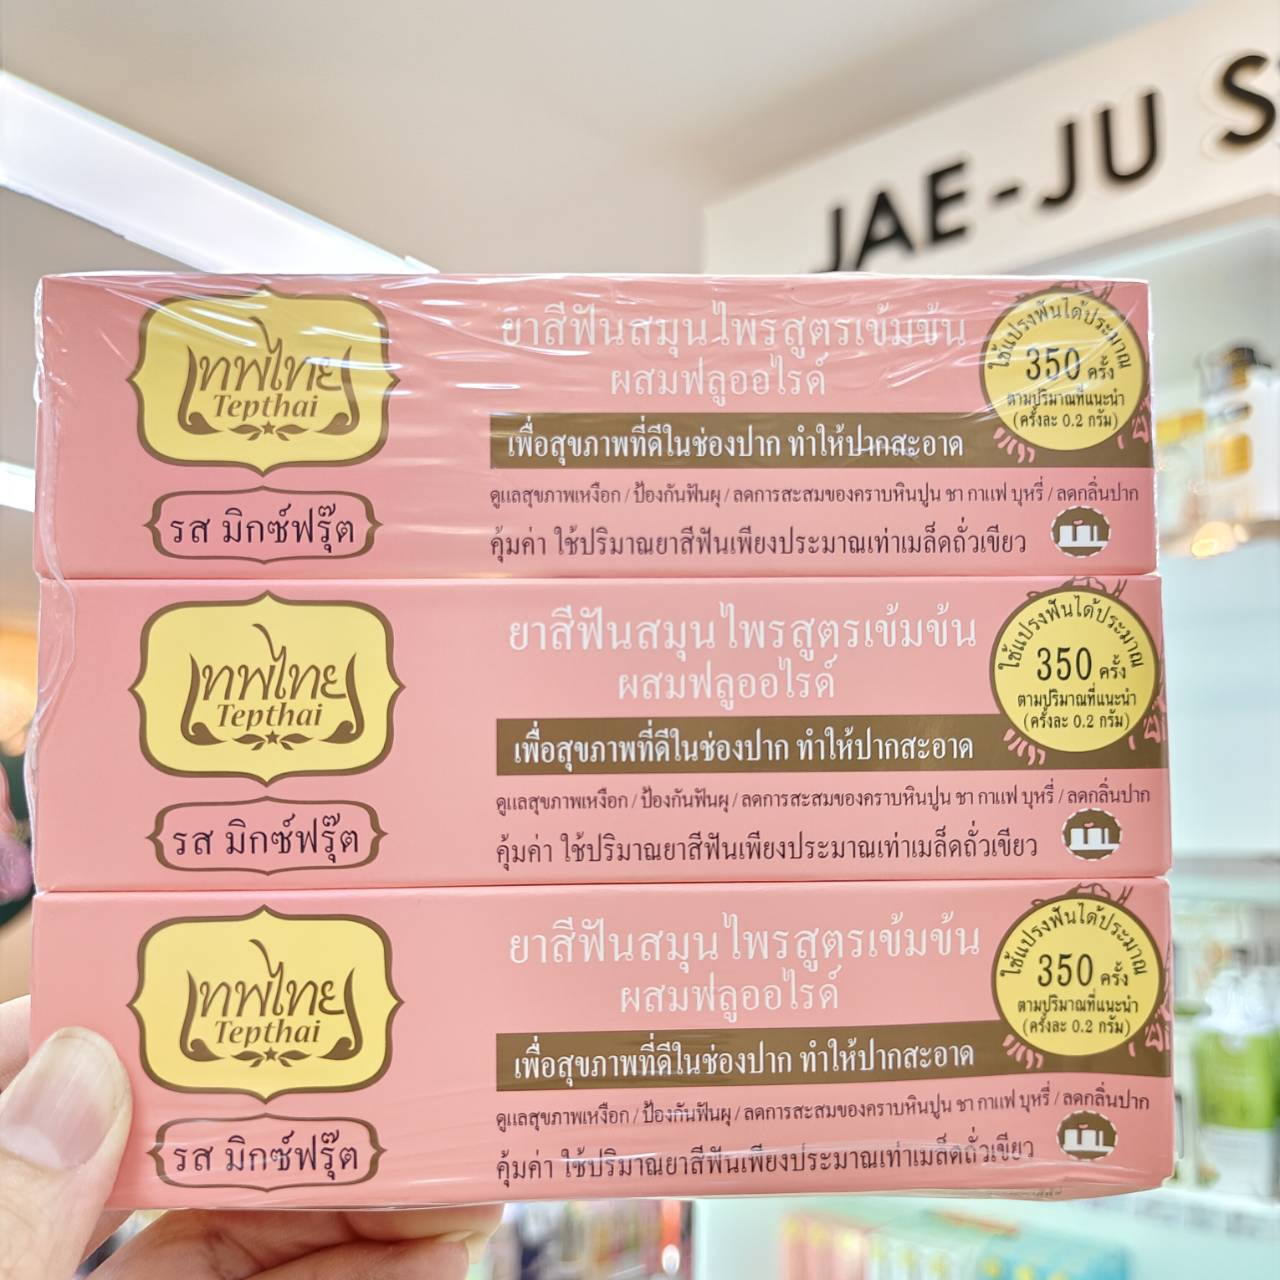 JAE-JU S
เทพไทย
Tepthai
รส มิกซ์ฟรุ๊ต
ยาสีฟันสมุนไพรสูตรเข้มข้น
ผสมฟลูออไรด์
เพื่อสุขภาพที่ดีในช่องปาก ทำให้ปากสะอาด
ดูแลสุขภาพเหงือก / ป้องกันฟันผุ / ลดการสะสมของคราบหินปูน ชา กาแฟ บุหรี่ / ลดกลิ่นปาก
คุ้มค่า ใช้ปริมาณยาสีฟันเพียงประมาณเท่าเมล็ดถั่วเขียว
ใช้แปรงฟันได้ประมาณ
350 ครั้ง
ตามปริมาณที่แนะนำ
(ครั้งละ 0.2 กรัม)
เทพไทย
Tepthai
รส มิกซ์ฟรุ๊ต
ยาสีฟันสมุนไพรสูตรเข้มข้น
ผสมฟลูออไรด์
เพื่อสุขภาพที่ดีในช่องปาก ทำให้ปากสะอาด
ดูแลสุขภาพเหงือก / ป้องกันฟันผุ / ลดการสะสมของคราบหินปูน ชา กาแฟ บุหรี่ / ลดกลิ่นปาก
คุ้มค่า ใช้ปริมาณยาสีฟันเพียงประมาณเท่าเมล็ดถั่วเขียว
ใช้แปรงฟันได้ประมาณ
350 ครั้ง
ตามปริมาณที่แนะนำ
(ครั้งละ 0.2 กรัม)
เทพไทย
Tepthai
รส มิกซ์ฟรุ๊ต
ยาสีฟันสมุนไพรสูตรเข้มข้น
ผสมฟลูออไรด์
เพื่อสุขภาพที่ดีในช่องปาก ทำให้ปากสะอาด
ดูแลสุขภาพเหงือก / ป้องกันฟันผุ / ลดการสะสมของคราบหินปูน ชา กาแฟ บุหรี่ / ลดกลิ่นปาก
คุ้มค่า ใช้ปริมาณยาสีฟันเพียงประมาณเท่าเมล็ดถั่วเขียว
ใช้แปรงฟันได้ประมาณ
350 ครั้ง
ตามปริมาณที่แนะนำ
(ครั้งละ 0.2 กรัม)